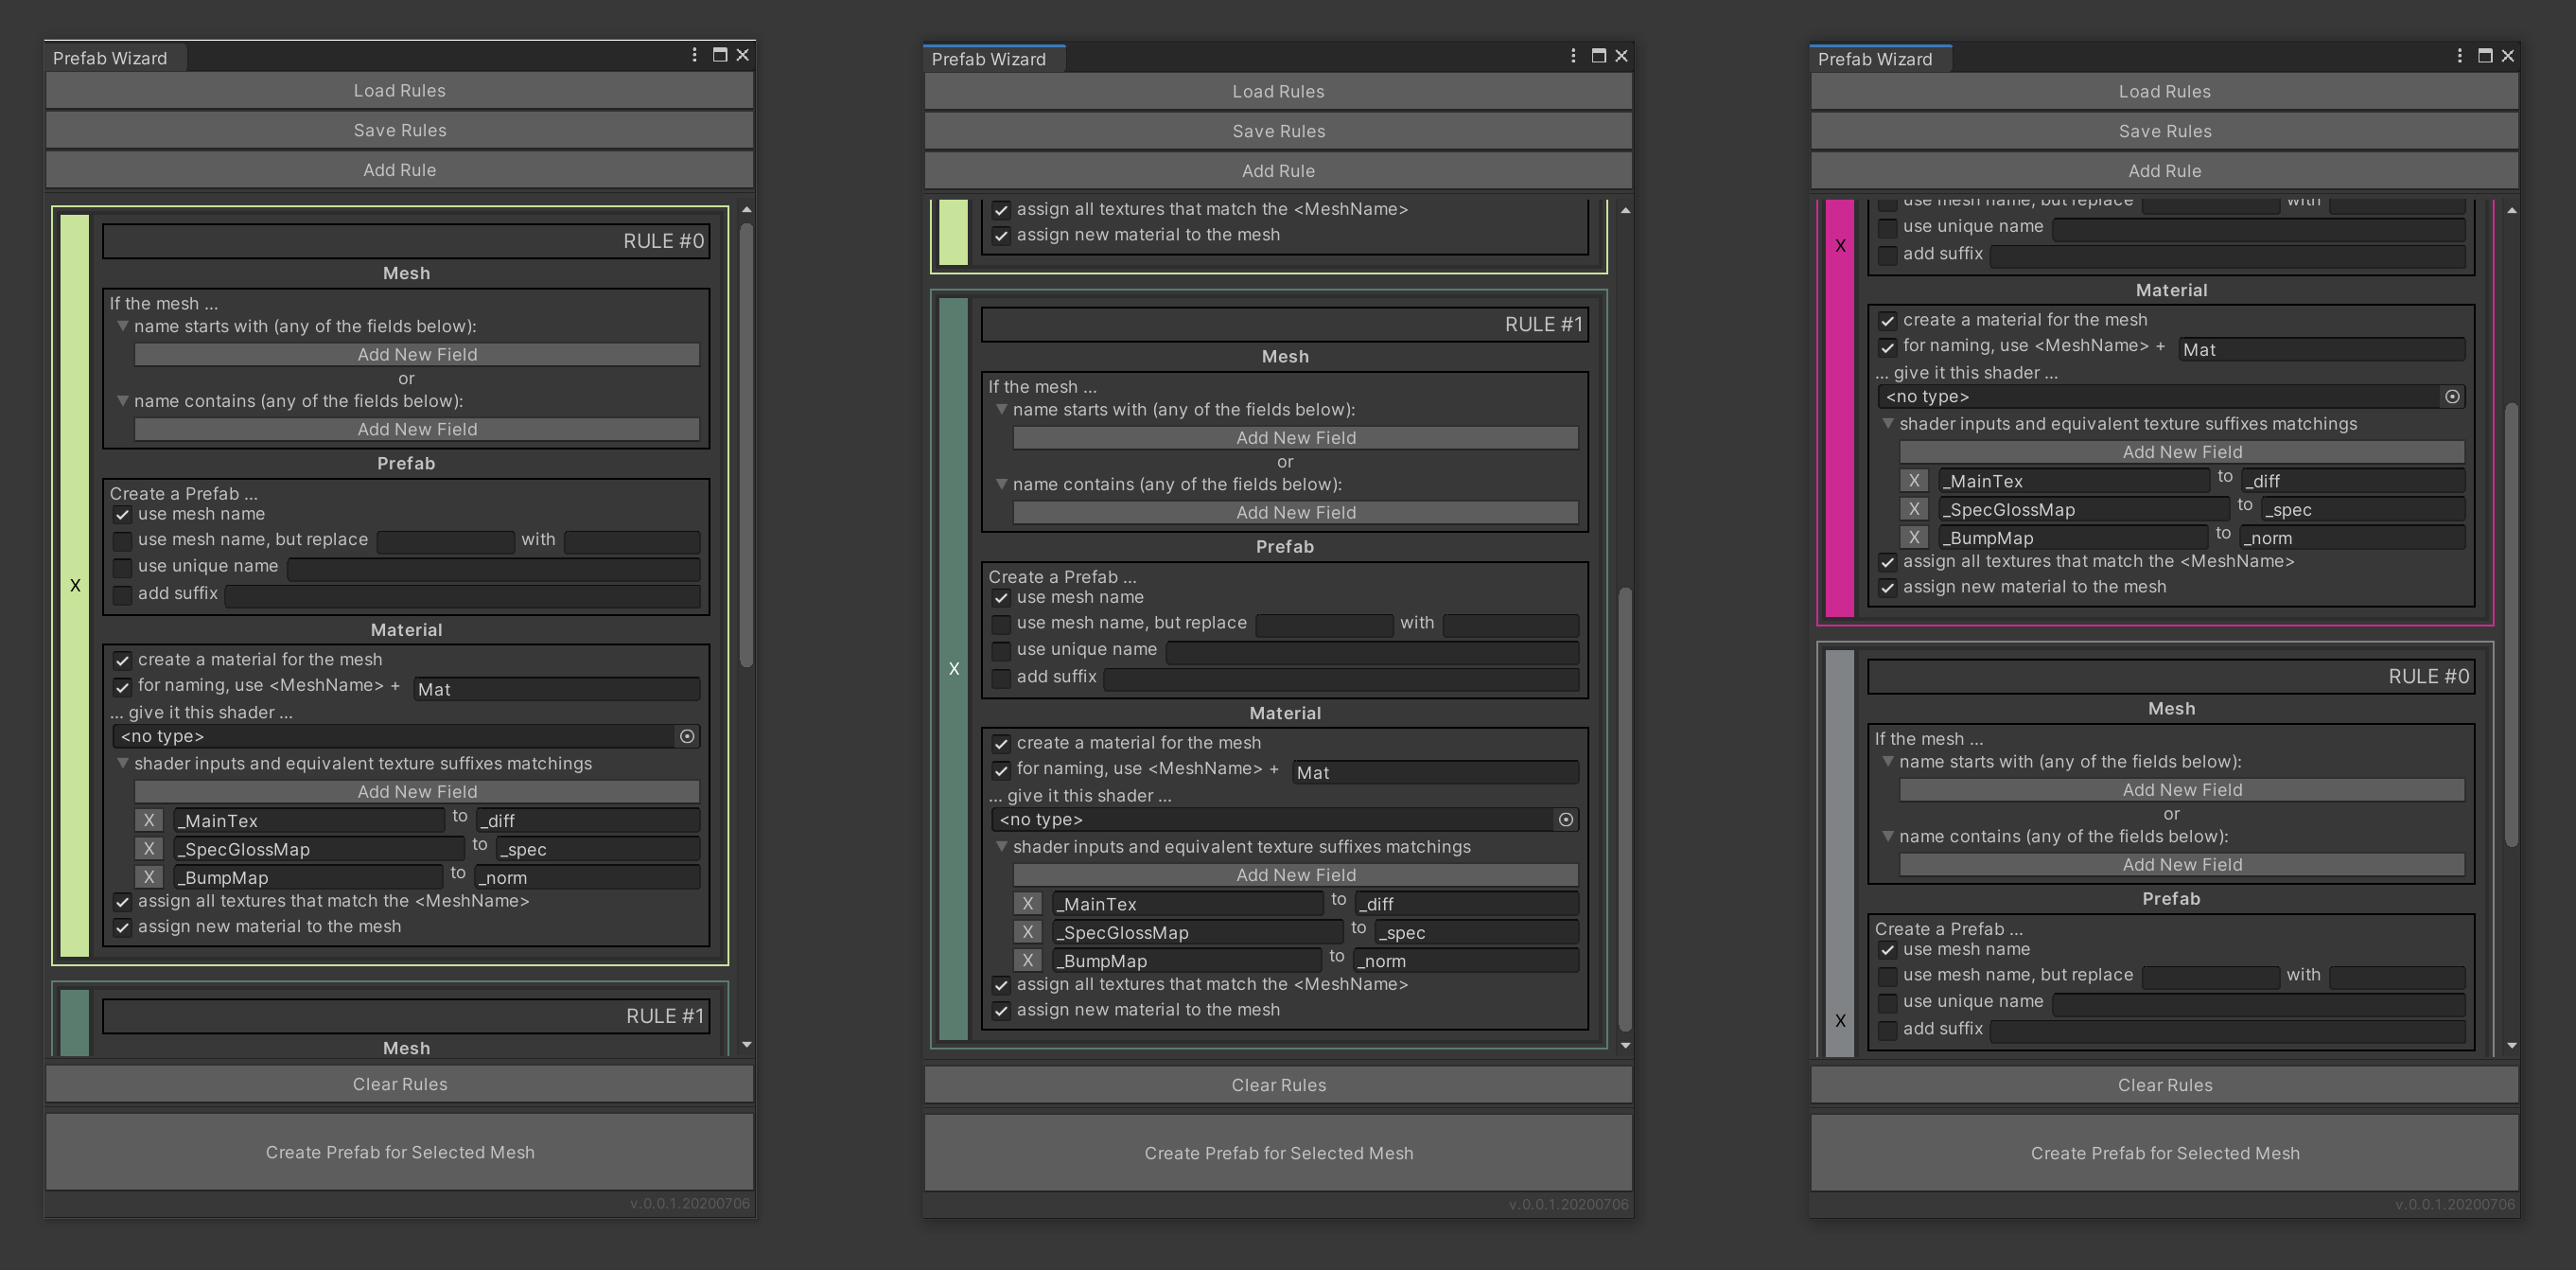 Prefab Wizard
Load Rules
Save Rules
Add Rule
RULE #0
Mesh
If the mesh ...
name starts with (any of the fields below):
Add New Field
or
name contains (any of the fields below):
Add New Field
Prefab
Create a Prefab ...
use mesh name
use mesh name, but replace with
use unique name
X
add suffix
Material
create a material for the mesh
for naming, use <MeshName> + Mat
... give it this shader ...
<no type>
shader inputs and equivalent texture suffixes matchings
Add New Field
X _MainTex to _diff
X _SpecGlossMap to _spec
X _BumpMap to _norm
assign all textures that match the <MeshName>
assign new material to the mesh
RULE #1
Mesh
Clear Rules
Create Prefab for Selected Mesh
v.0.0.1.20200706
Prefab Wizard
Load Rules
Save Rules
Add Rule
assign all textures that match the <MeshName>
assign new material to the mesh
RULE #1
Mesh
If the mesh ...
name starts with (any of the fields below):
Add New Field
or
name contains (any of the fields below):
Add New Field
Prefab
Create a Prefab ...
use mesh name
use mesh name, but replace with
use unique name
X
add suffix
Material
create a material for the mesh
for naming, use <MeshName> + Mat
... give it this shader ...
<no type>
shader inputs and equivalent texture suffixes matchings
Add New Field
X _MainTex to _diff
X _SpecGlossMap to _spec
X _BumpMap to _norm
assign all textures that match the <MeshName>
assign new material to the mesh
Clear Rules
Create Prefab for Selected Mesh
v.0.0.1.20200706
Prefab Wizard
Load Rules
Save Rules
Add Rule
use mesh name, but replace with
use unique name
X
add suffix
Material
create a material for the mesh
for naming, use <MeshName> + Mat
... give it this shader ...
<no type>
shader inputs and equivalent texture suffixes matchings
Add New Field
X _MainTex to _diff
X _SpecGlossMap to _spec
X _BumpMap to _norm
assign all textures that match the <MeshName>
assign new material to the mesh
RULE #0
Mesh
If the mesh ...
name starts with (any of the fields below):
Add New Field
or
name contains (any of the fields below):
Add New Field
Prefab
Create a Prefab ...
use mesh name
use mesh name, but replace with
use unique name
X
add suffix
Clear Rules
Create Prefab for Selected Mesh
v.0.0.1.20200706